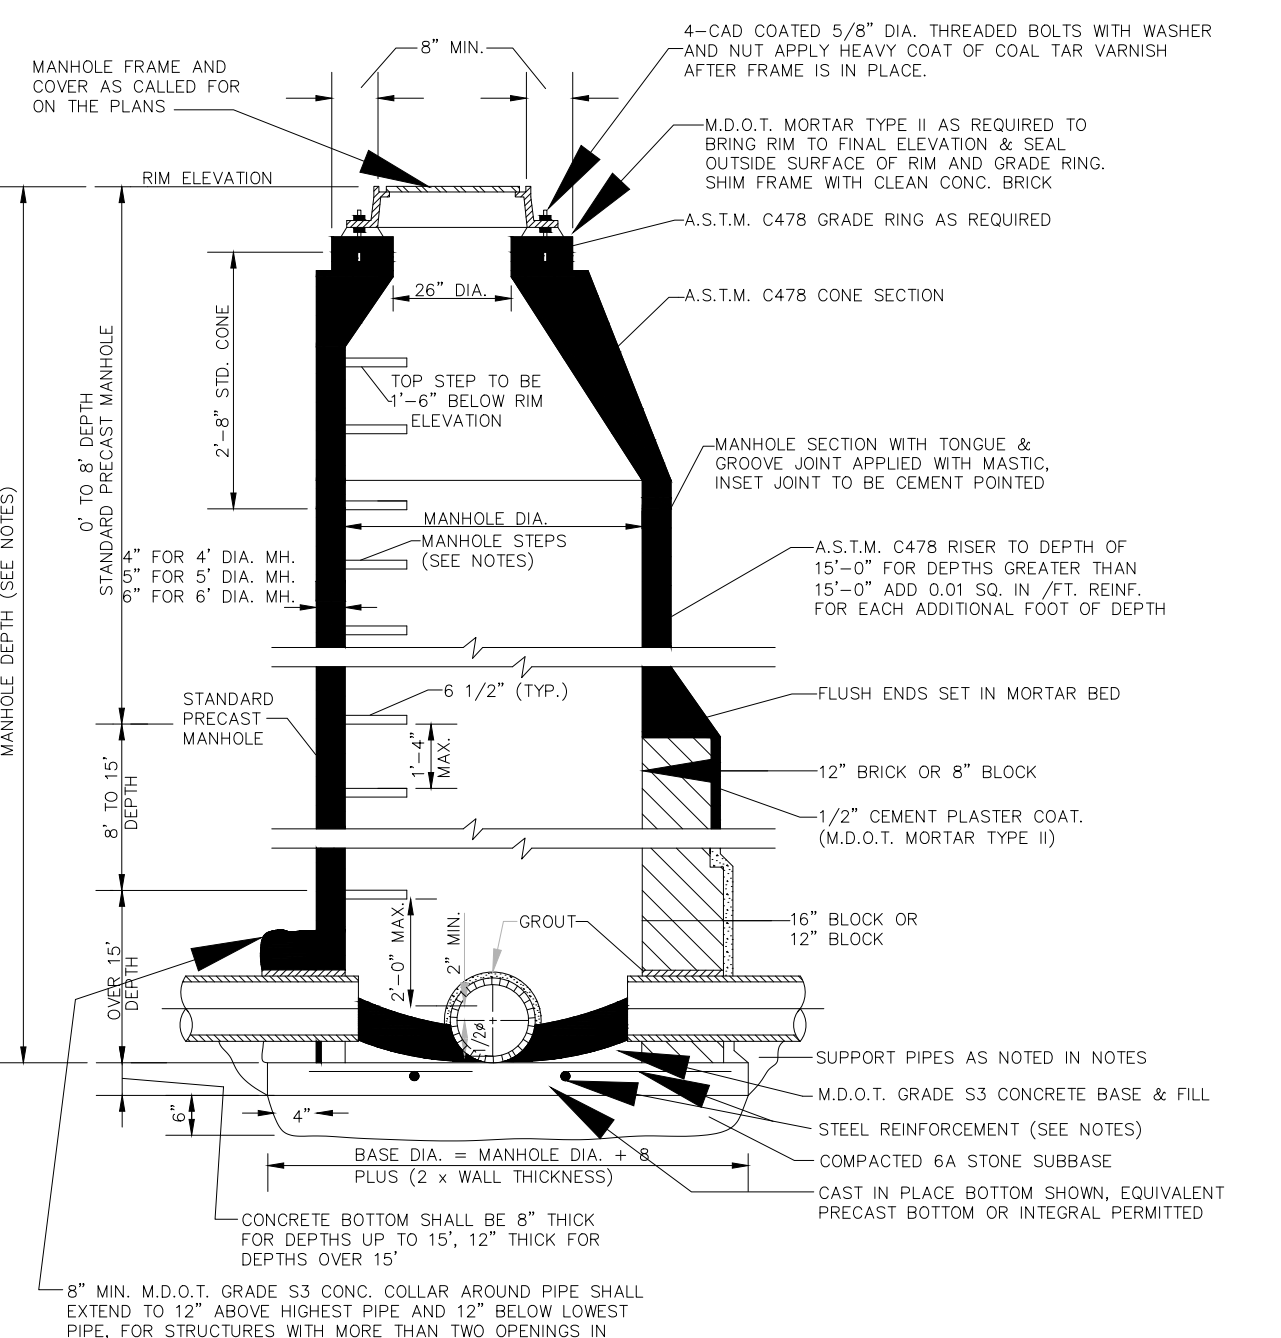 4-CAD COATED 5/8" DIA. THREADED BOLTS WITH WASHER
AND NUT APPLY HEAVY COAT OF COAL TAR VARNISH
AFTER FRAME IS IN PLACE.
8" MIN.
MANHOLE FRAME AND
COVER AS CALLED FOR
ON THE PLANS
M.D.O.T. MORTAR TYPE II AS REQUIRED TO
BRING RIM TO FINAL ELEVATION & SEAL
OUTSIDE SURFACE OF RIM AND GRADE RING.
SHIM FRAME WITH CLEAN CONC. BRICK
RIM ELEVATION
A.S.T.M. C478 GRADE RING AS REQUIRED
26" DIA.
A.S.T.M. C478 CONE SECTION
2'-8" STD. CONE
0' TO 8' DEPTH
STANDARD PRECAST MANHOLE
MANHOLE DEPTH (SEE NOTES)
TOP STEP TO BE
1'-6" BELOW RIM
ELEVATION
MANHOLE SECTION WITH TONGUE &
GROOVE JOINT APPLIED WITH MASTIC,
INSET JOINT TO BE CEMENT POINTED
MANHOLE DIA.
MANHOLE STEPS
(SEE NOTES)
4" FOR 4' DIA. MH.
5" FOR 5' DIA. MH.
6" FOR 6' DIA. MH.
A.S.T.M. C478 RISER TO DEPTH OF
15'-0" FOR DEPTHS GREATER THAN
15'-0" ADD 0.01 SQ. IN /FT. REINF.
FOR EACH ADDITIONAL FOOT OF DEPTH
6 1/2" (TYP.)
FLUSH ENDS SET IN MORTAR BED
STANDARD
PRECAST
MANHOLE
1'-4"
MAX.
8' TO 15'
DEPTH
12" BRICK OR 8" BLOCK
1/2" CEMENT PLASTER COAT.
(M.D.O.T. MORTAR TYPE II)
2'-0" MAX.
2" MIN.
GROUT
16" BLOCK OR
12" BLOCK
OVER 15'
DEPTH
1/2ø
SUPPORT PIPES AS NOTED IN NOTES
M.D.O.T. GRADE S3 CONCRETE BASE & FILL
6"
4"
STEEL REINFORCEMENT (SEE NOTES)
BASE DIA. = MANHOLE DIA. + 8
PLUS (2 x WALL THICKNESS)
COMPACTED 6A STONE SUBBASE
CAST IN PLACE BOTTOM SHOWN, EQUIVALENT
PRECAST BOTTOM OR INTEGRAL PERMITTED
CONCRETE BOTTOM SHALL BE 8" THICK
FOR DEPTHS UP TO 15', 12" THICK FOR
DEPTHS OVER 15'
8" MIN. M.D.O.T. GRADE S3 CONC. COLLAR AROUND PIPE SHALL
EXTEND TO 12" ABOVE HIGHEST PIPE AND 12" BELOW LOWEST
PIPE, FOR STRUCTURES WITH MORE THAN TWO OPENINGS IN